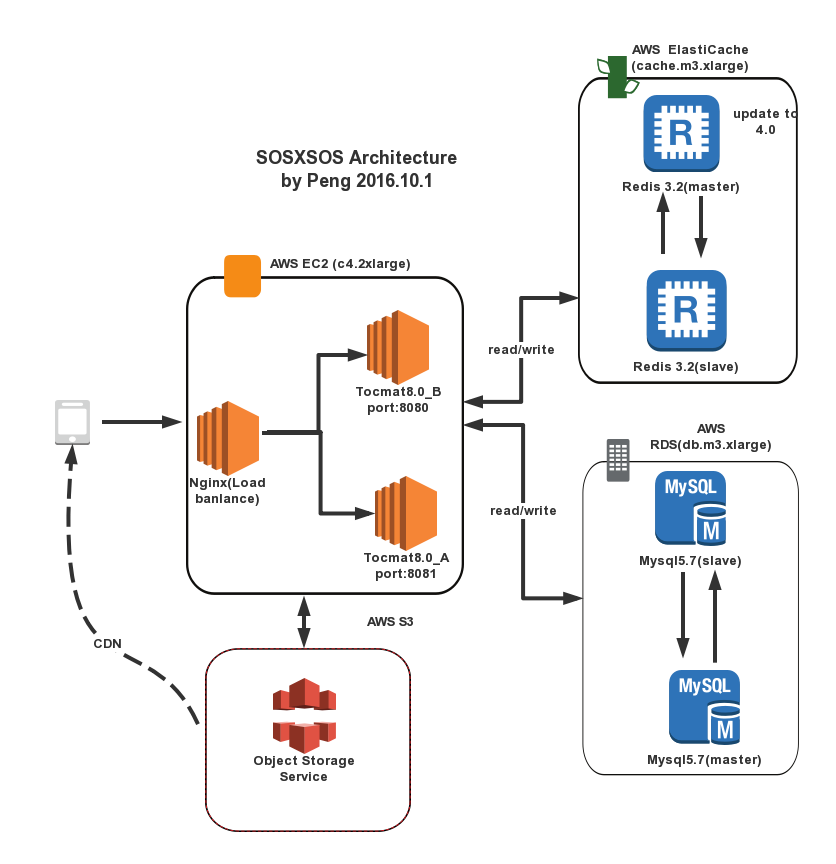 SOSXSOS Architecture
by Peng 2016.10.1
AWS ElastiCache
(cache.m3.xlarge)
R
update to
4.0
Redis 3.2(master)
R
Redis 3.2(slave)
AWS EC2 (c4.2xlarge)
Tocmat8.0_B
port:8080
Nginx(Load
banlance)
Tocmat8.0_A
port:8081
read/write
read/write
AWS
RDS(db.m3.xlarge)
MySQL
M
Mysql5.7(slave)
MySQL
M
Mysql5.7(master)
AWS S3
CDN
Object Storage
Service